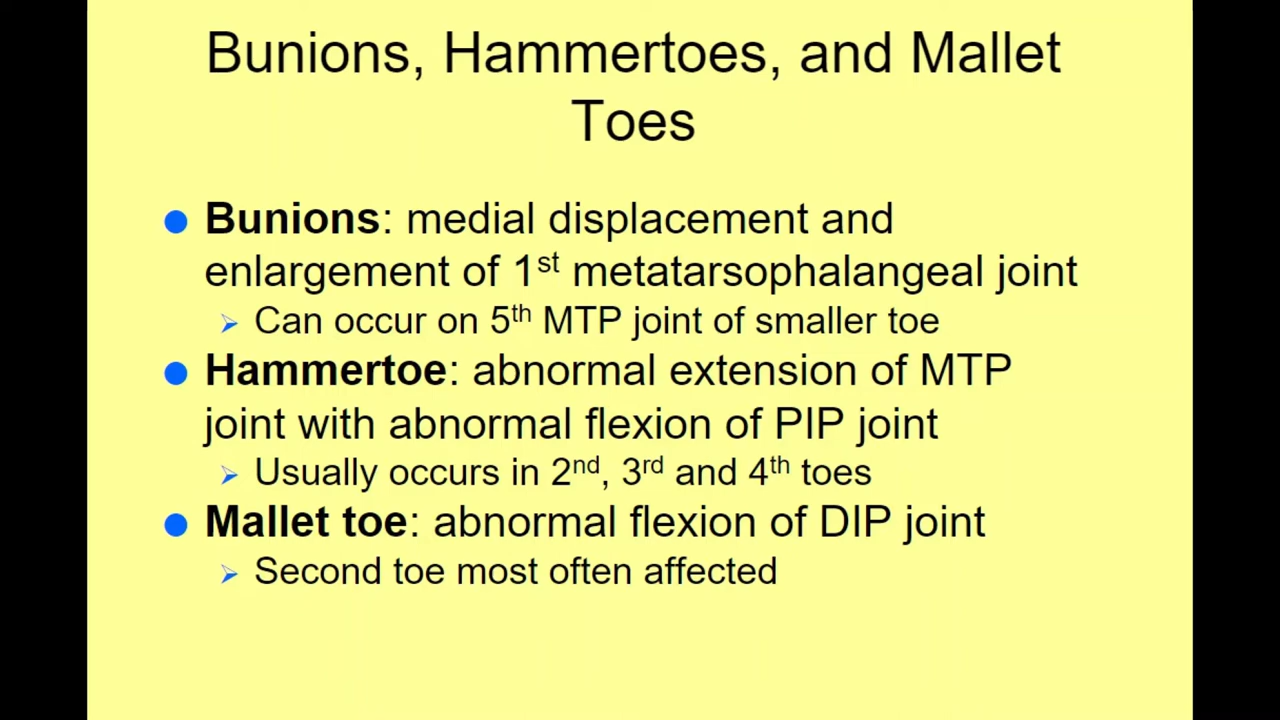 Bunions, Hammertoes, and Mallet
Toes
● Bunions: medial displacement and
enlargement of 1st metatarsophalangeal joint
➢ Can occur on 5th MTP joint of smaller toe
● Hammertoe: abnormal extension of MTP
joint with abnormal flexion of PIP joint
➢ Usually occurs in 2nd, 3rd and 4th toes
● Mallet toe: abnormal flexion of DIP joint
➢ Second toe most often affected